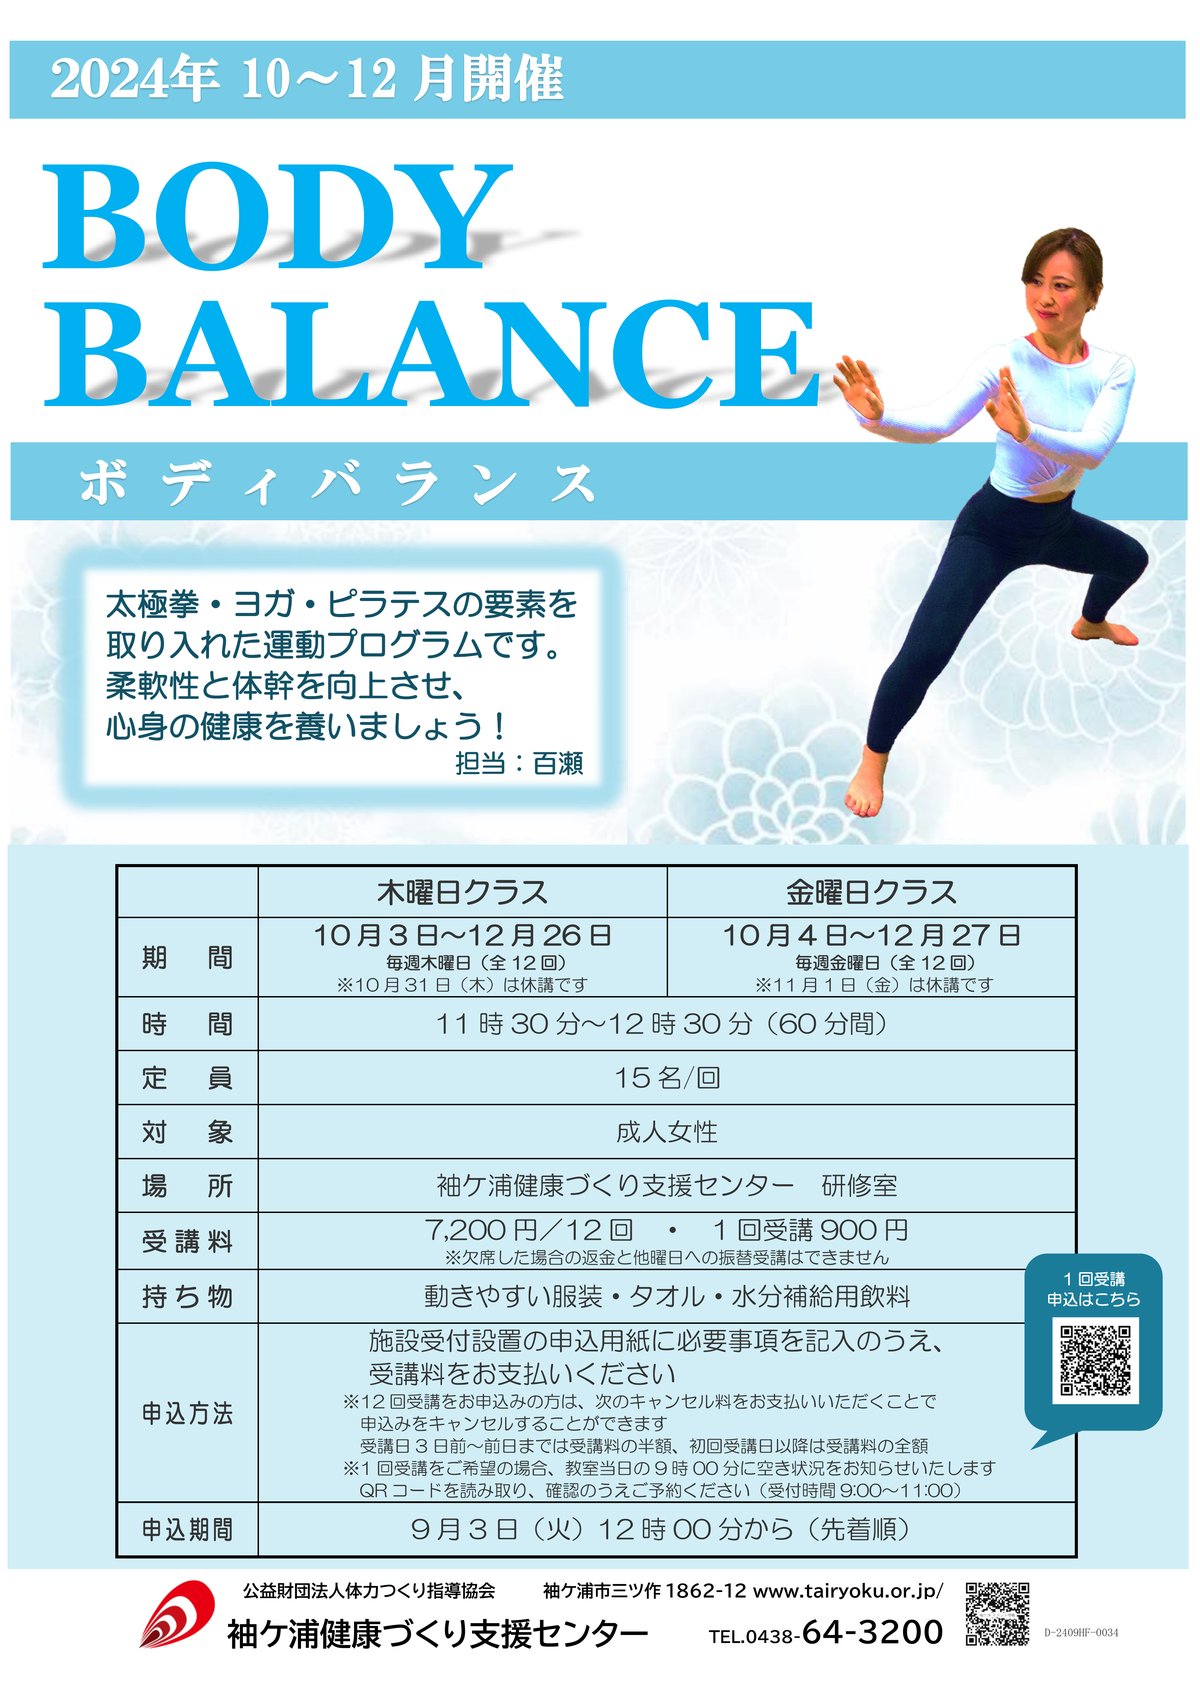 2024年 10～12 月開催
BODY
BALANCE
ボディバランス
太極拳・ヨガ・ピラテスの要素を
取り入れた運動プログラムです。
柔軟性と体幹を向上させ、
心身の健康を養いましょう！
担当：百瀬
木曜日クラス 金曜日クラス
期間 10月3日～12月26日 10月4日～12月27日
毎週木曜日（全12回） 毎週金曜日（全12回）
※10月31日（木）は休講です ※11月1日（金）は休講です
時間 11時30分～12時30分（60分間）
定員 15名/回
対象 成人女性
場所 袖ケ浦健康づくり支援センター 研修室
受講料 7,200円／12回 ・ 1回受講900円
※欠席した場合の返金と他曜日への振替受講はできません
持ち物 動きやすい服装・タオル・水分補給用飲料
1回受講
申込はこちら
申込方法 施設受付設置の申込用紙に必要事項を記入のうえ、
受講料をお支払いください
※12回受講をお申込みの方は、次のキャンセル料をお支払いいただくことで
申込みをキャンセルすることができます
受講日3日前～前日までは受講料の半額、初回受講日以降は受講料の全額
※1回受講をご希望の場合、教室当日の9時00分に空き状況をお知らせいたします
QRコードを読み取り、確認のうえご予約ください（受付時間9:00～11:00）
申込期間 9月3日（火）12時00分から（先着順）
公益財団法人体力つくり指導協会 袖ケ浦市三ツ作1862-12 www.tairyoku.or.jp/
袖ケ浦健康づくり支援センター TEL.0438-64-3200
D-2409HF-0034